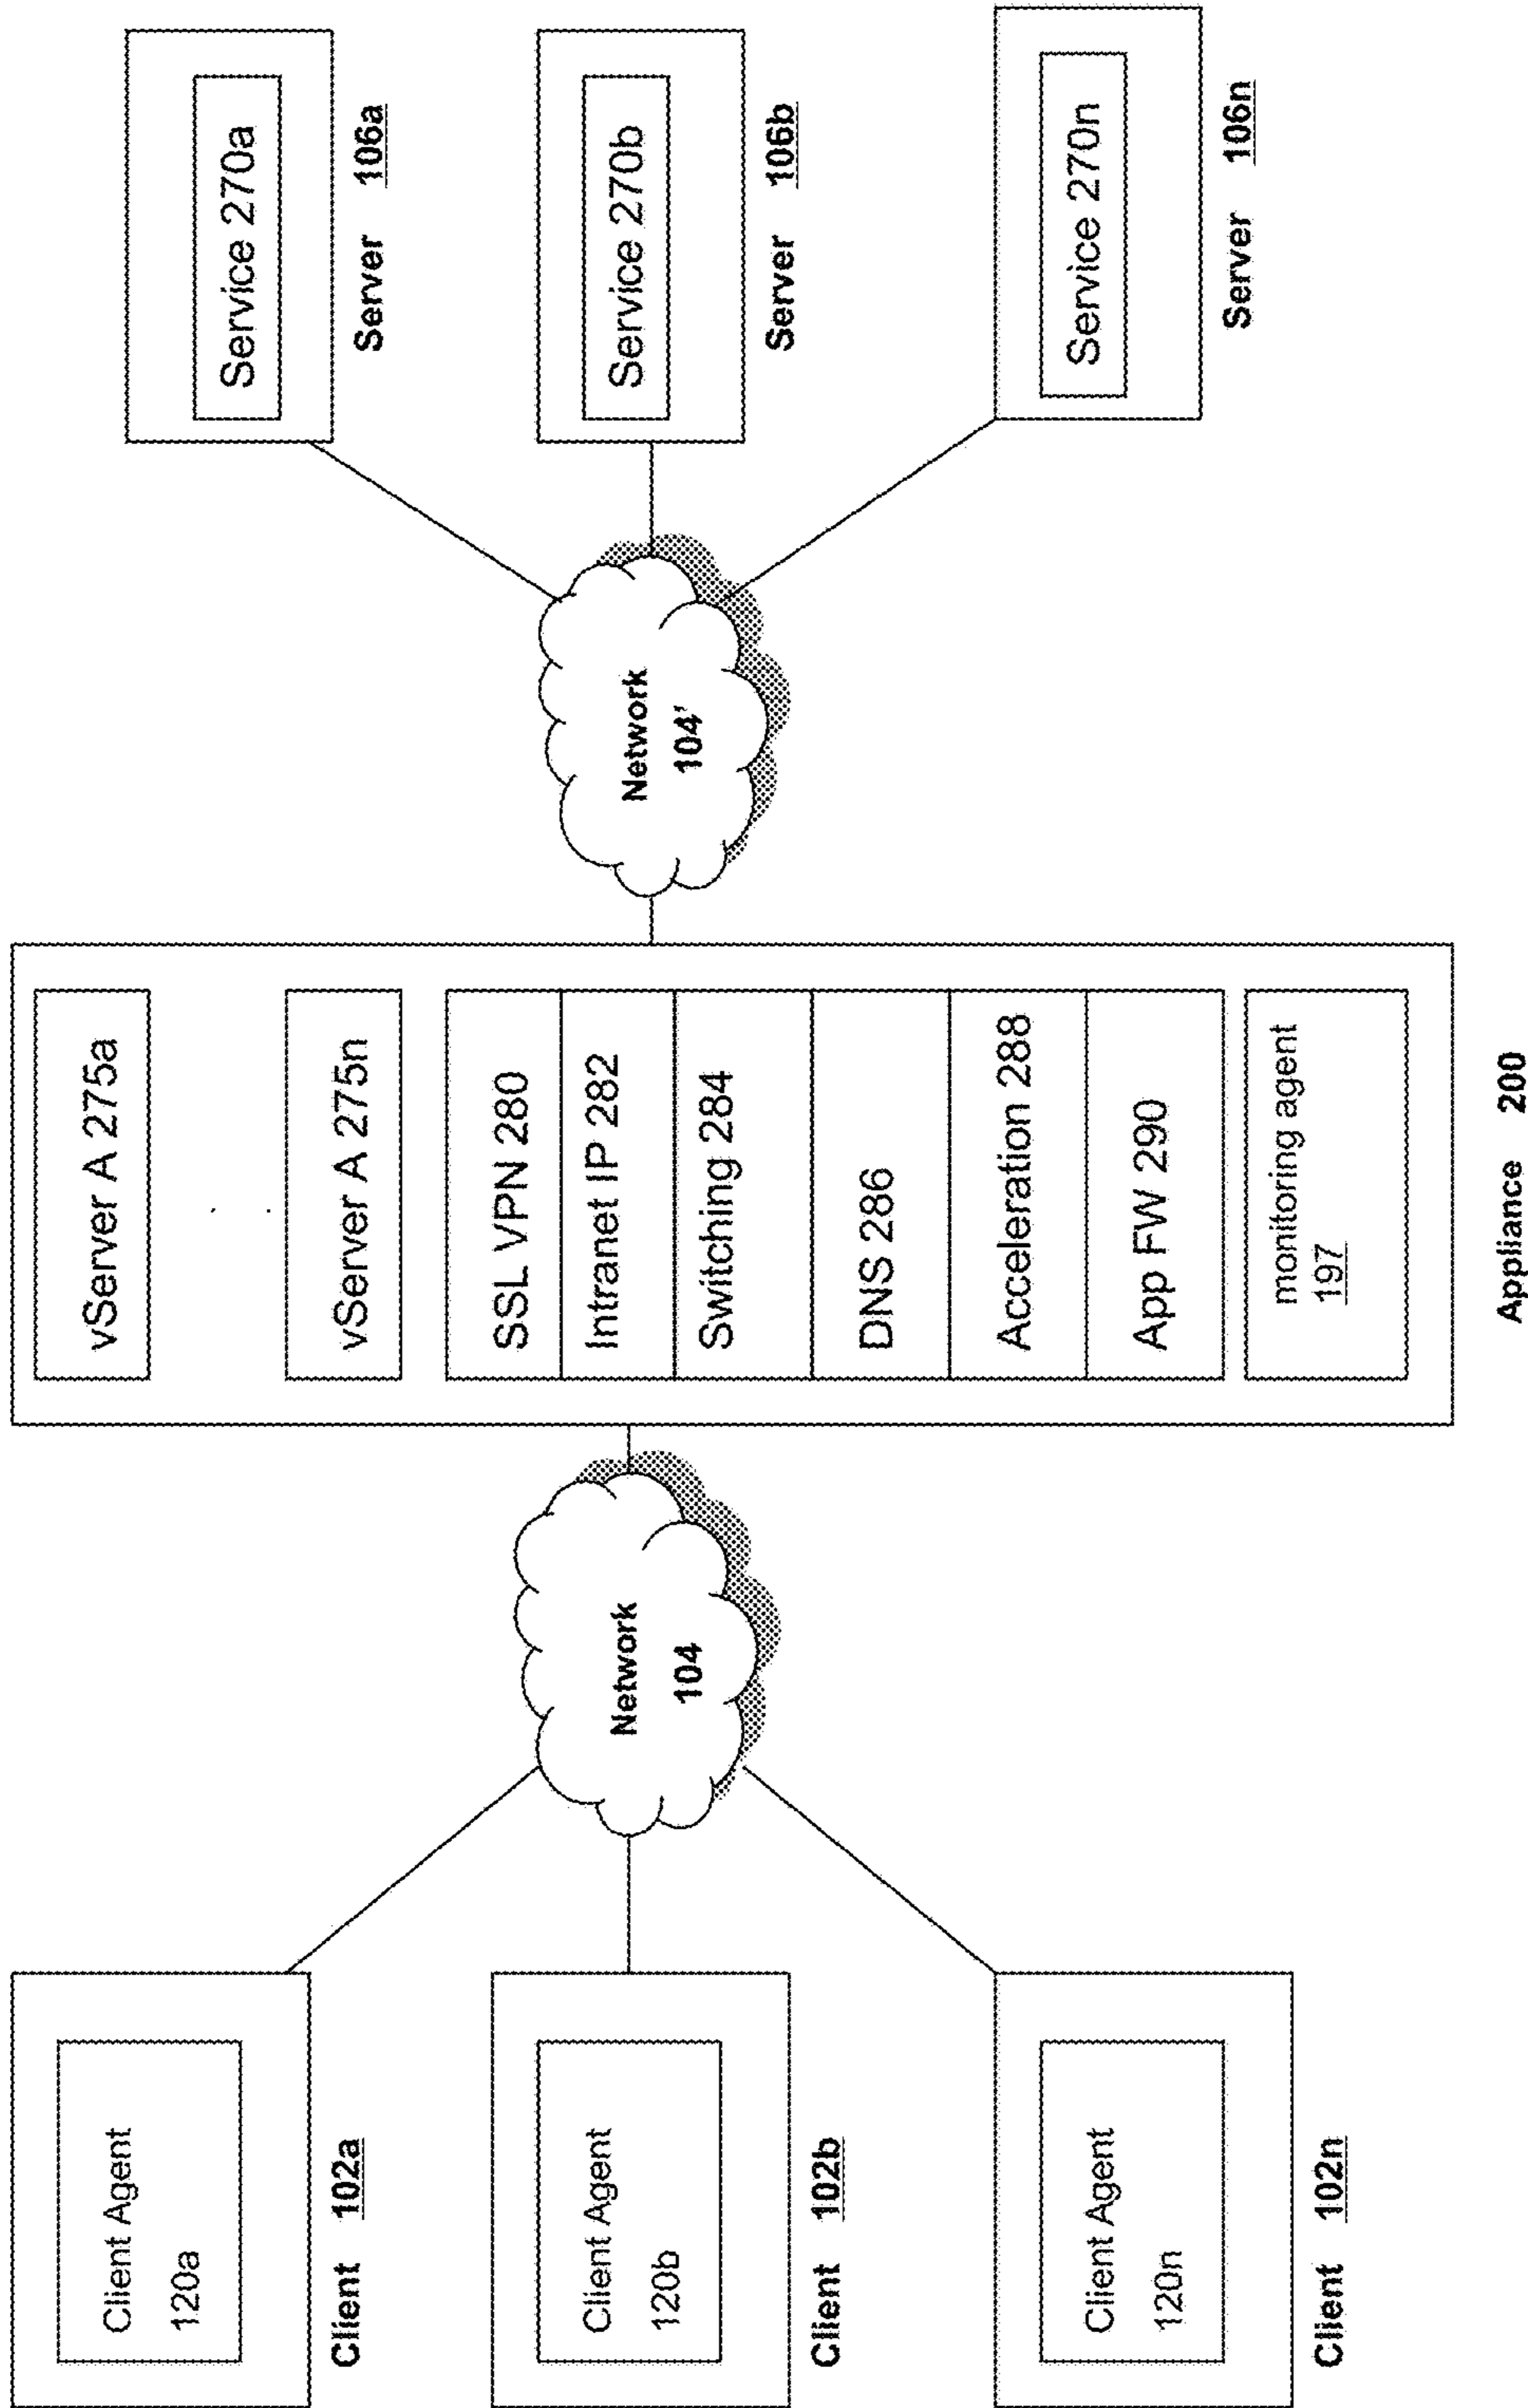 Client Agent
120a
Client 102a
Client Agent
120b
Client 102b
Client Agent
120n
Client 102n
Network
104
vServer A 275a
vServer A 275n
SSL VPN 280
Intranet IP 282
Switching 284
DNS 286
Acceleration 288
App FW 290
monitoring agent
197
Appliance 200
Network
104'
Service 270a
Server 106a
Service 270b
Server 106b
Service 270n
Server 106n